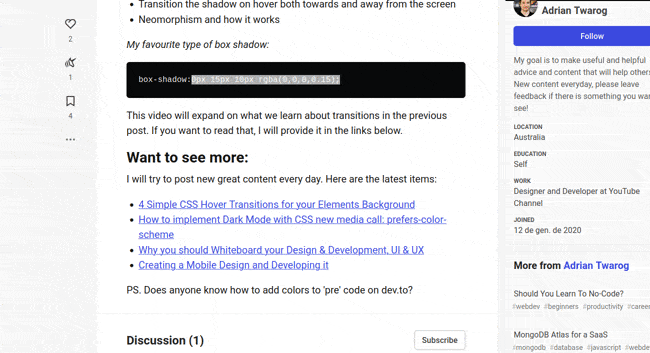 Transition the shadow on hover both towards and away from the screen
Neomorphism and how it works
My favourite type of box shadow:
box-shadow:0px 15px 10px rgba(0,0,0,0.15);
This video will expand on what we learn about transitions in the previous
post. If you want to read that, I will provide it in the links below.
Want to see more:
I will try to post new great content every day. Here are the latest items:
4 Simple CSS Hover Transitions for your Elements Background
How to implement Dark Mode with CSS new media call: prefers-color-
scheme
Why you should Whiteboard your Design & Development, UI & UX
Creating a Mobile Design and Developing it
PS. Does anyone know how to add colors to 'pre' code on dev.to?
Discussion (1)
Subscribe
2
1
4
Adrian Twarog
Follow
My goal is to make useful and helpful
advice and content that will help others
New content everyday, please leave
feedback if there is something you wan
see!
LOCATION
Australia
EDUCATION
Self
WORK
Designer and Developer at YouTube
Channel
JOINED
12 de gen. de 2020
More from Adrian Twarog
Should You Learn To No-Code?
#webdev #beginners #productivity #career
MongoDB Atlas for a SaaS
#mongodb #database #javascript #webde